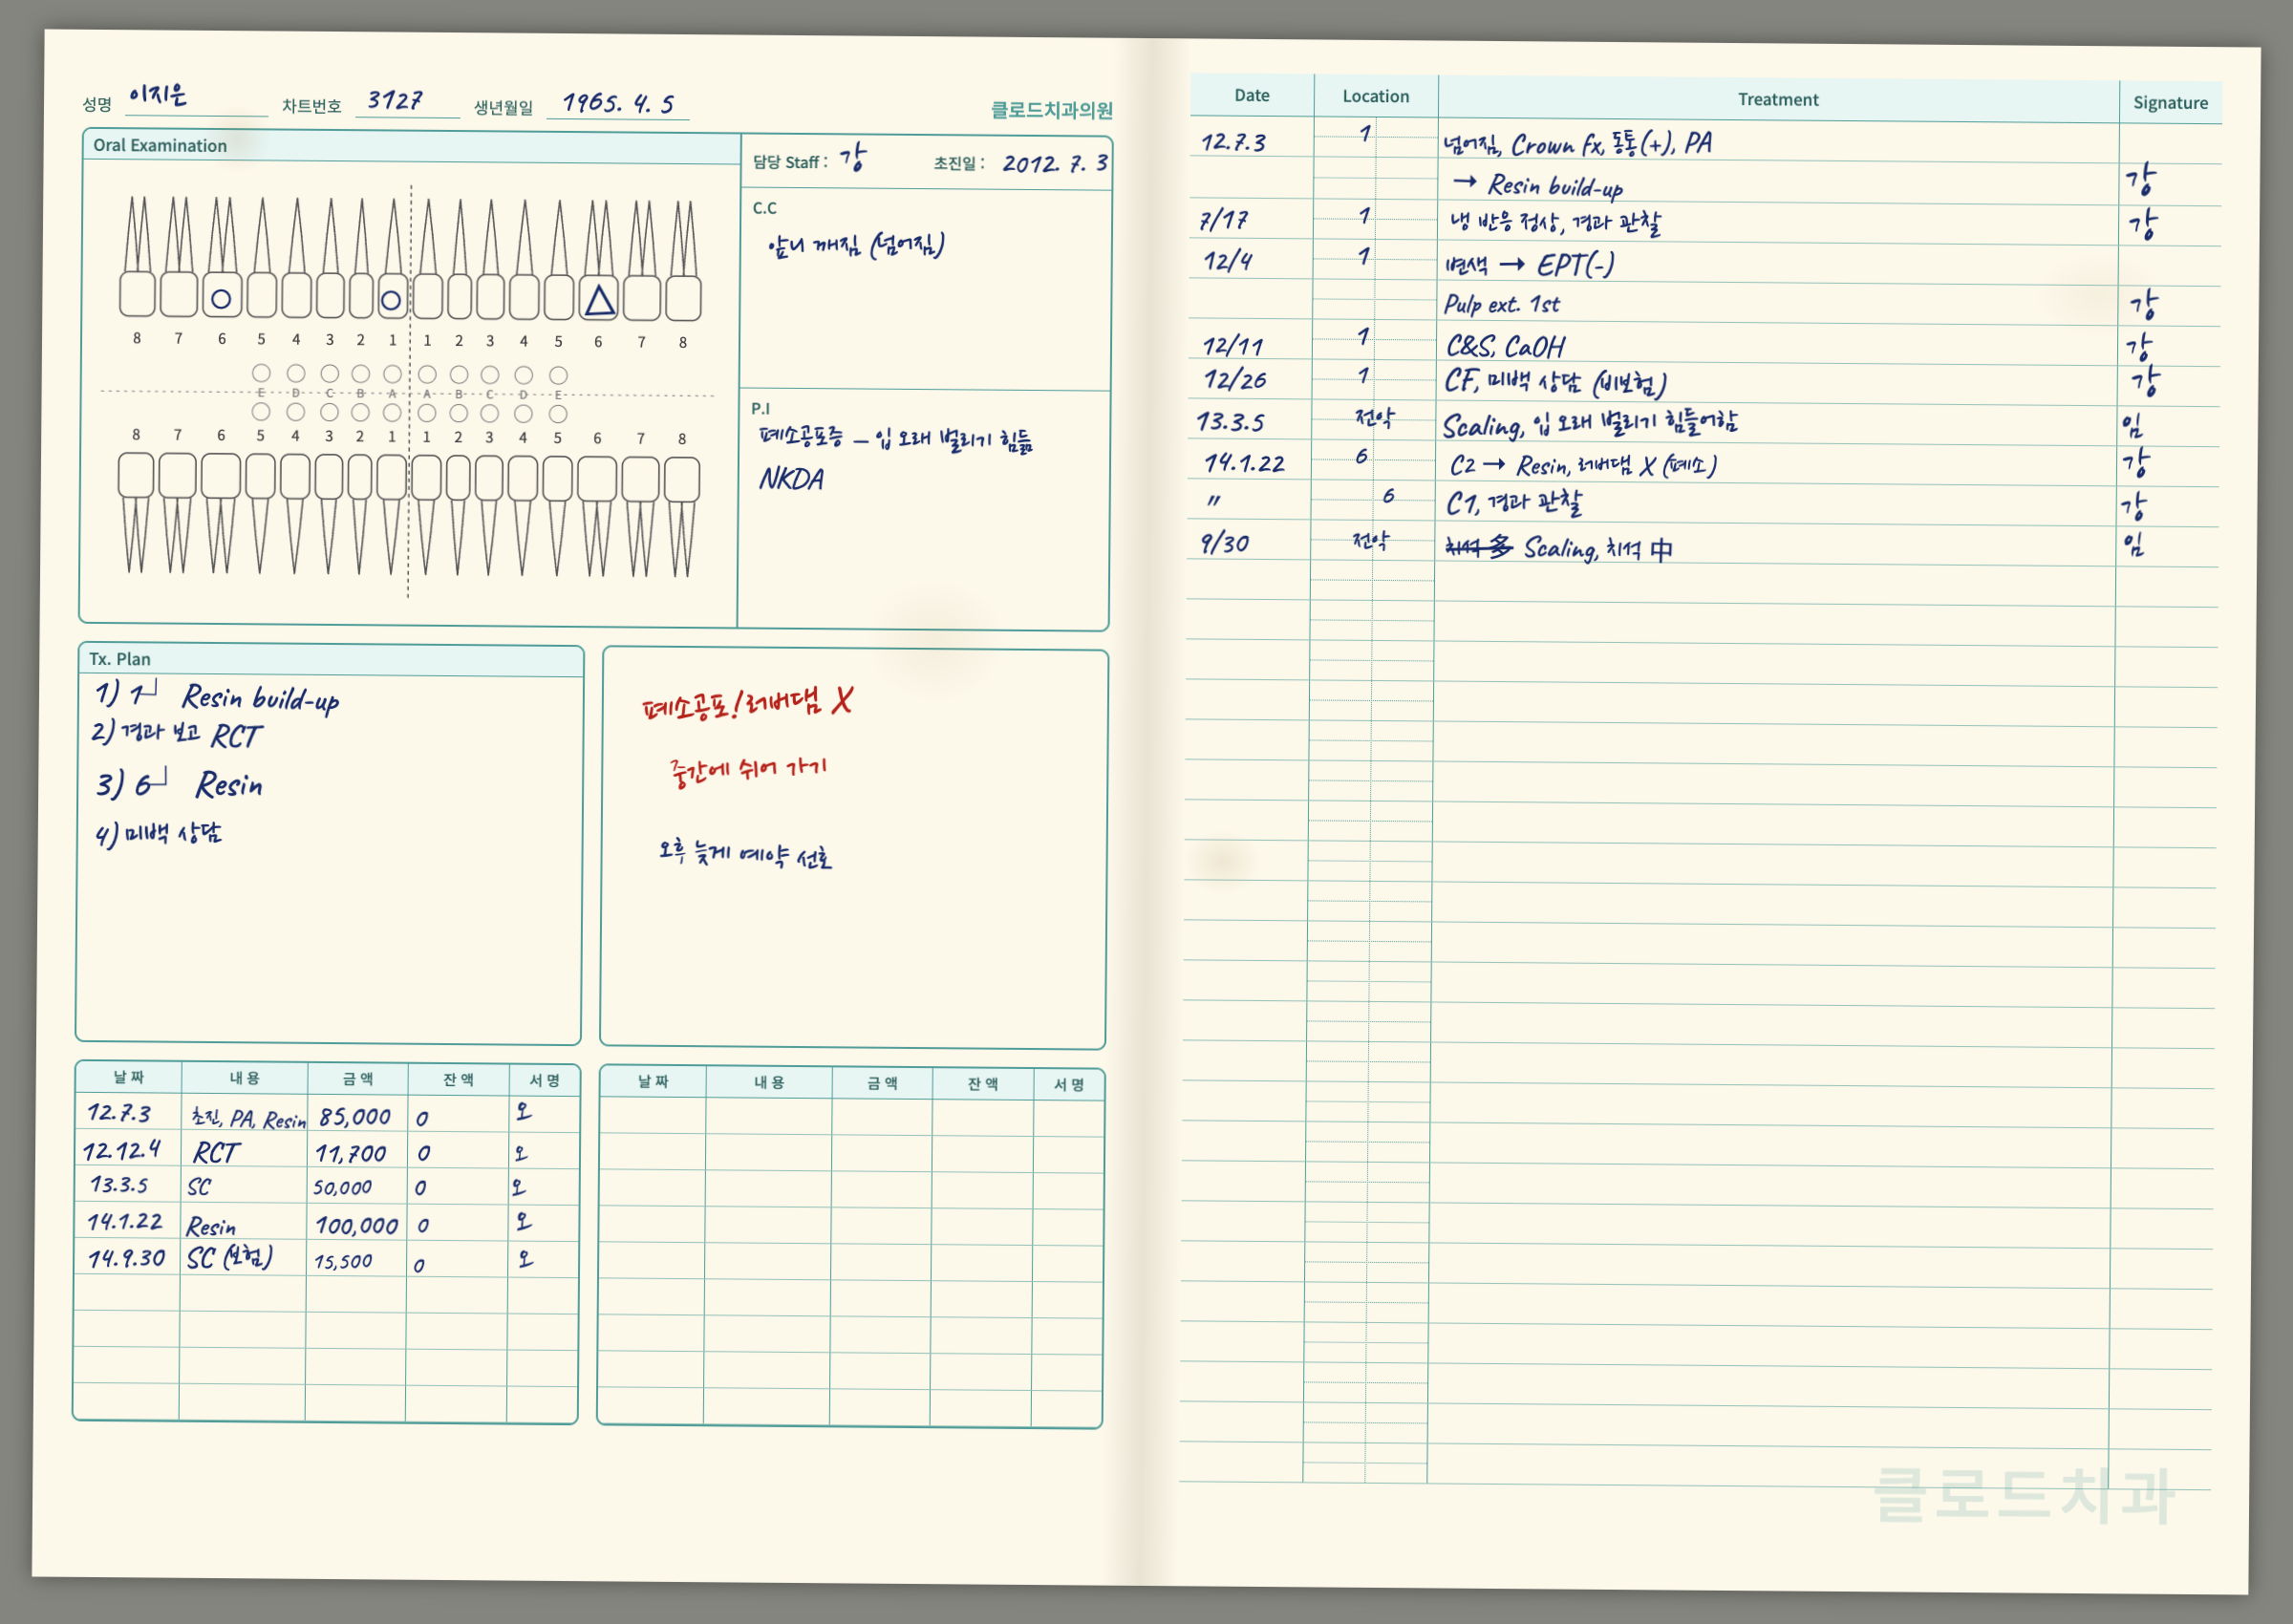 성명 이지은 차트번호 3127 생년월일 1965. 4. 5 클로드치과의원
Oral Examination
담당 Staff : 강 초진일 : 2012. 7. 3
C.C
앞니 깨짐 (넘어짐)
8 7 6 5 4 3 2 1 1 2 3 4 5 6 7 8
E D C B A A B C D E
8 7 6 5 4 3 2 1 1 2 3 4 5 6 7 8
P.I
폐소공포증 – 입 오래 벌리기 힘듦
NKDA
Tx. Plan
1) 1┘ Resin build-up
2) 경과 보고 RCT
3) 6┘ Resin
4) 미백 상담
폐소공포! 러버댐 X
중간에 쉬어 가기
오후 늦게 예약 선호
날 짜 내 용 금 액 잔 액 서 명
12.7.3 초진, PA, Resin 85,000 0 오
12.12.4 RCT 11,700 0 오
13.3.5 SC 50,000 0 오
14.1.22 Resin 100,000 0 오
14.9.30 SC (보험) 15,500 0 오
날 짜 내 용 금 액 잔 액 서 명
Date Location Treatment Signature
12.7.3 1 넘어짐, Crown fx, 동통(+), PA
→ Resin build-up 강
7/17 1 냉 반응 정상, 경과 관찰 강
12/4 1 변색 → EPT(-)
Pulp ext. 1st 강
12/11 1 C&S, CaOH 강
12/26 1 CF, 미백 상담 (비보험) 강
13.3.5 전악 Scaling, 입 오래 벌리기 힘들어함 임
14.1.22 6 C2 → Resin, 러버댐 X (폐소) 강
〃 6 C1, 경과 관찰 강
9/30 전악 치석 多 Scaling, 치석 中 임
클로드치과